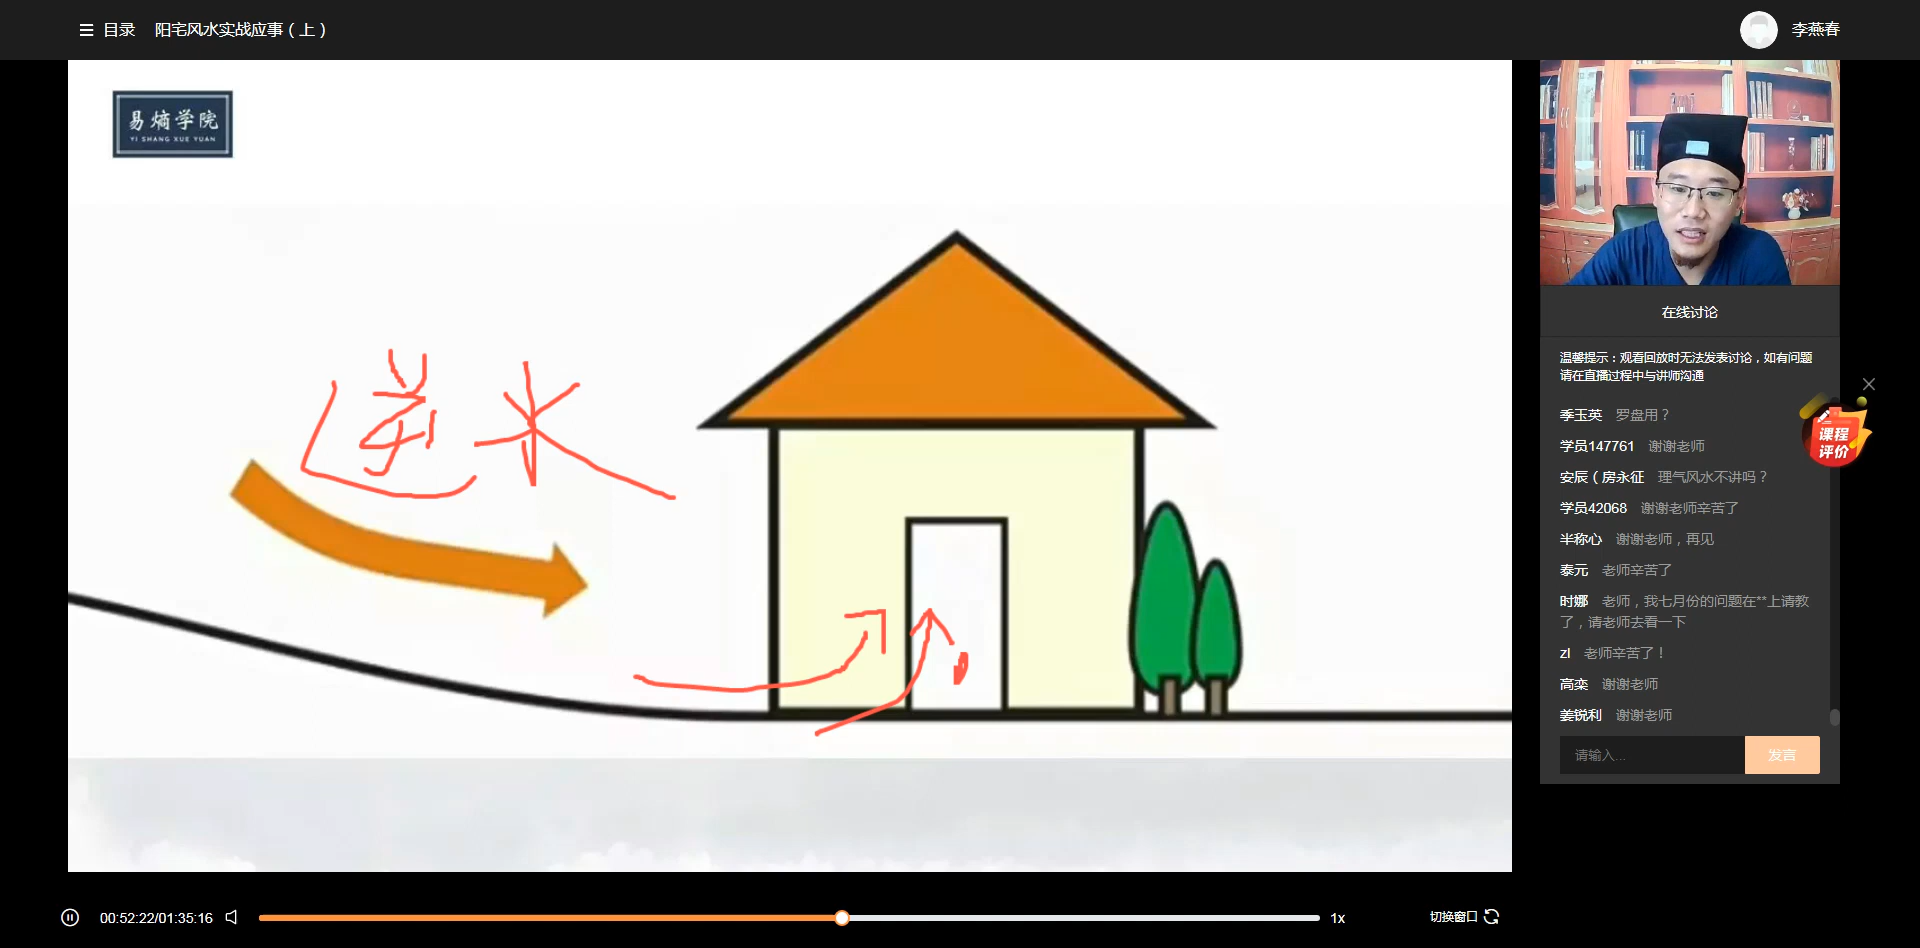 目录 阳宅风水实战应事（上）
李燕春
易熵学院
YI SHANG XUE YUAN
逆水
在线讨论
温馨提示：观看回放时无法发表讨论，如有问题
请在直播过程中与讲师沟通
季玉英 罗盘用？
学员147761 谢谢老师
安辰（房永征 理气风水不讲吗？
学员42068 谢谢老师辛苦了
半称心 谢谢老师，再见
泰元 老师辛苦了
时娜 老师，我七月份的问题在**上请教
了，请老师去看一下
zl 老师辛苦了！
高栾 谢谢老师
姜锐利 谢谢老师
课程
评价
请输入... 发言
00:52:22/01:35:16 1x 切换窗口